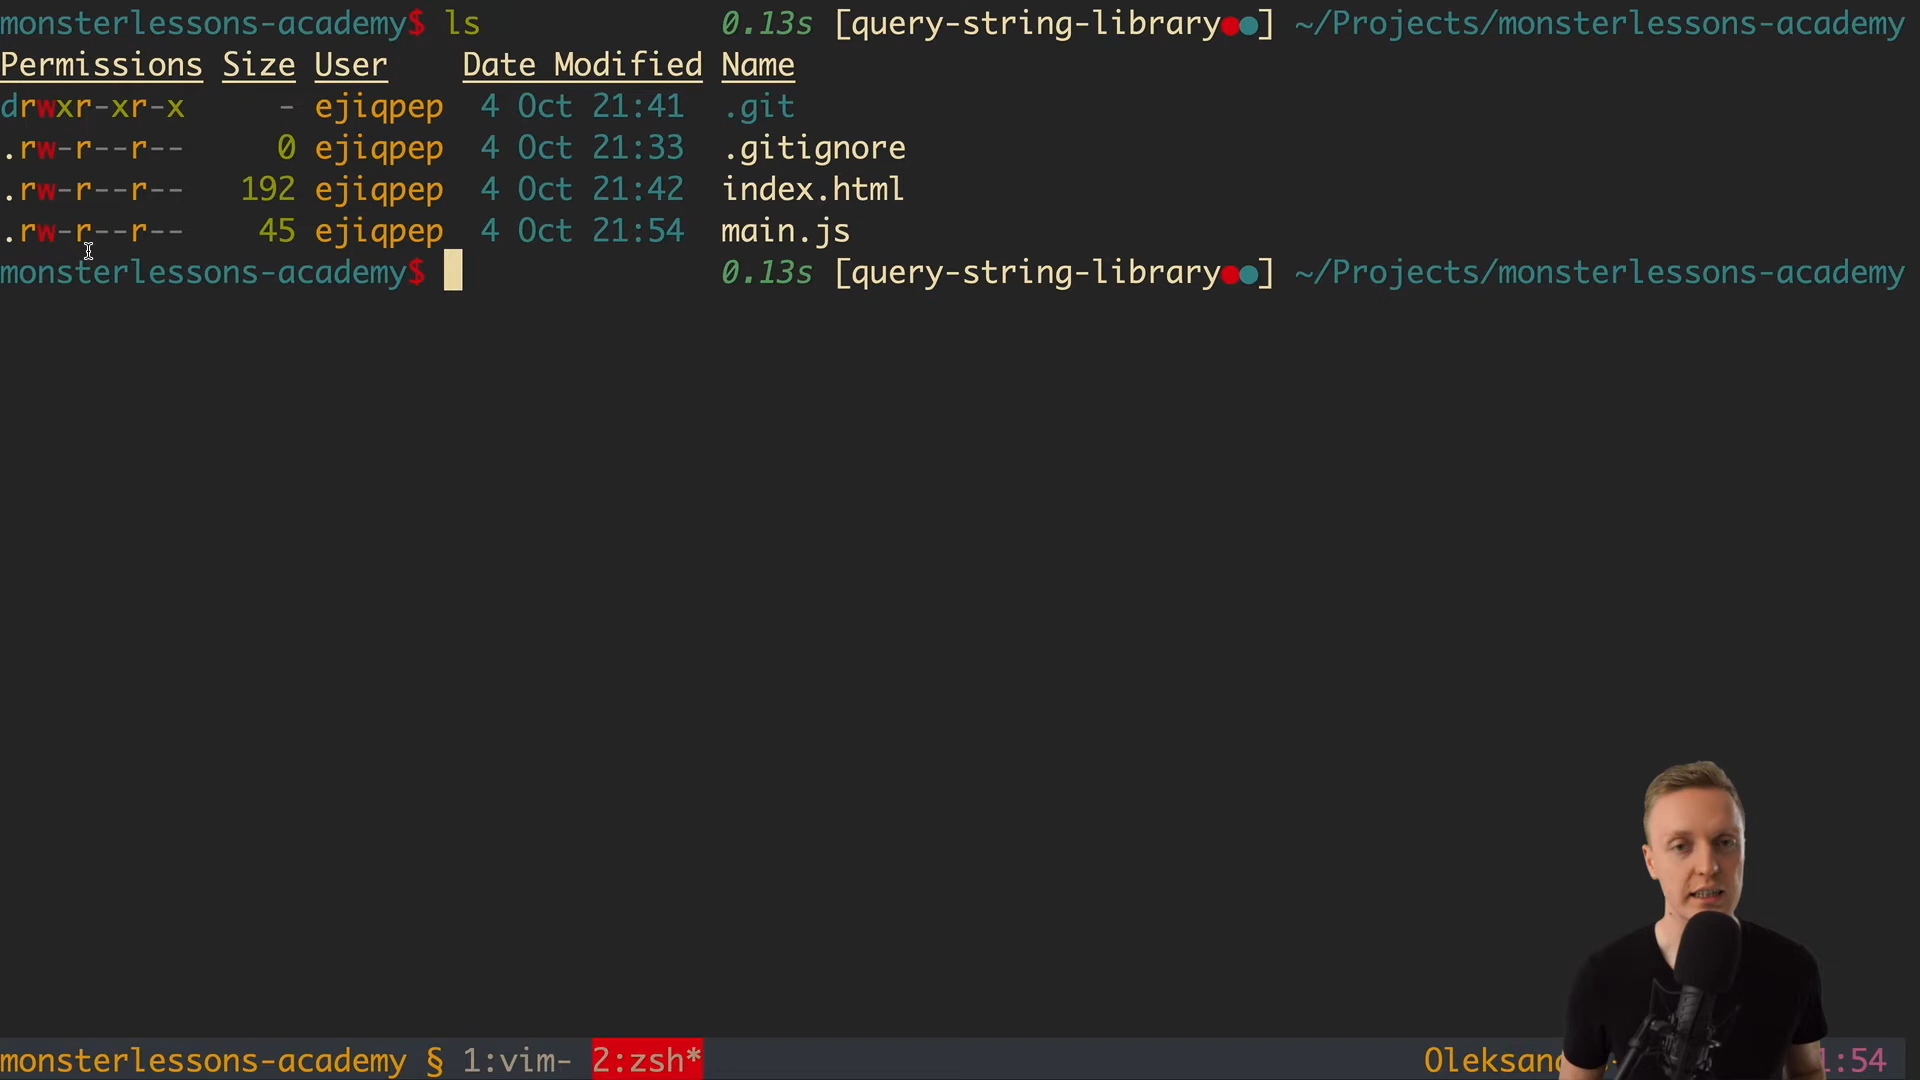 monsterlessons-academy$ ls 0.13s [query-string-library●●] ~/Projects/monsterlessons-academy
Permissions Size User Date Modified Name
drwxr-xr-x - ejiqpep 4 Oct 21:41 .git
.rw-r--r-- 0 ejiqpep 4 Oct 21:33 .gitignore
.rw-r--r-- 192 ejiqpep 4 Oct 21:42 index.html
.rw-r--r-- 45 ejiqpep 4 Oct 21:54 main.js
monsterlessons-academy$ 0.13s [query-string-library●●] ~/Projects/monsterlessons-academy
monsterlessons-academy § 1:vim- 2:zsh* :54